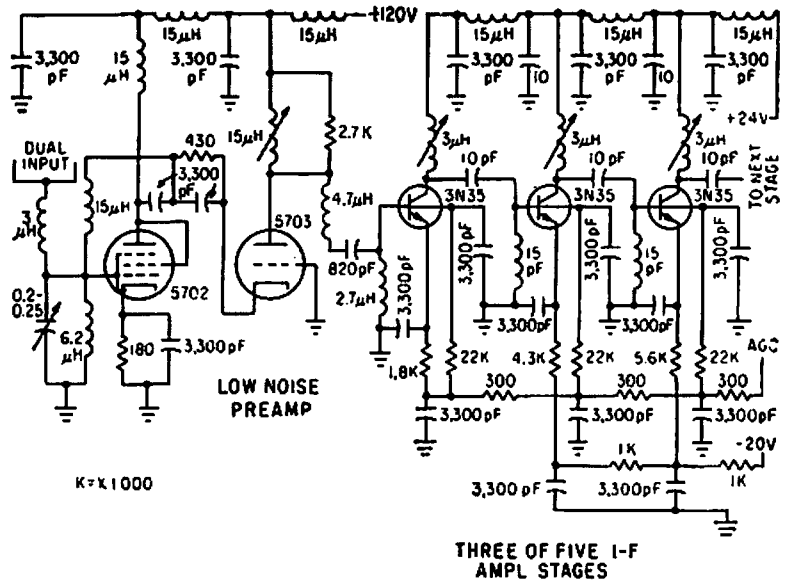 15μH
15μH
+120V
15μH
15μH
15μH
3,300 pF
15 μH
3,300 pF
3,300 pF
10
3,300 pF
10
3,300 pF
+24V
DUAL INPUT
430
15μH
2.7K
3μH
3μH
3μH
3,300 pF
10pF
10pF
10pF
TO NEXT STAGE
3N35
3N35
3N35
3 μH
15μH
4.7μH
5702
5703
820pF
3,300pF
15 pF
3,300pF
15 pF
3,300pF
0.2-0.25
6.2 μH
2.7μH
3,300pF
3,300pF
3,300pF
180
3,300pF
1.8K
22K
4.3K
22K
5.6K
22K
AGC
LOW NOISE
PREAMP
300
300
300
3,300pF
3,300pF
3,300pF
-20V
1K
1K
K=X1000
3,300pF
3,300pF
THREE OF FIVE I-F
AMPL STAGES